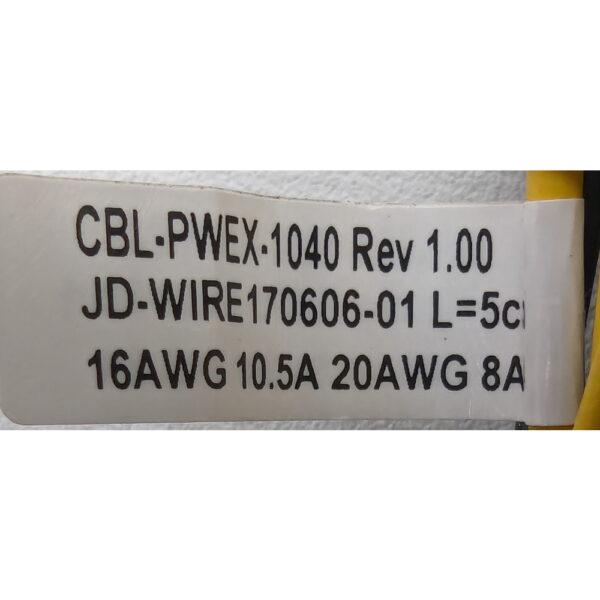 CBL-PWEX-1040 Rev 1.00
JD-WIRE170606-01 L=5c
16AWG 10.5A 20AWG 8A